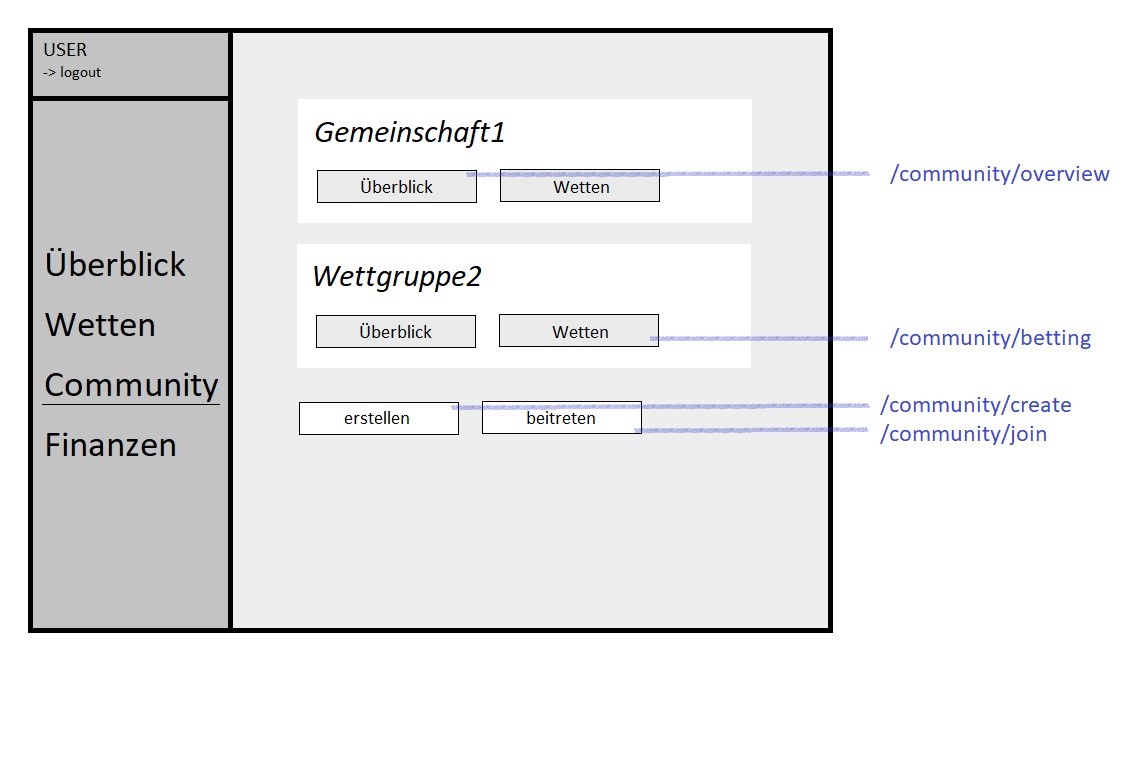 USER
-> logout
Überblick
Wetten
Community
Finanzen
Gemeinschaft1
Überblick Wetten
/community/overview
Wettgruppe2
Überblick Wetten
/community/betting
erstellen beitreten
/community/create
/community/join